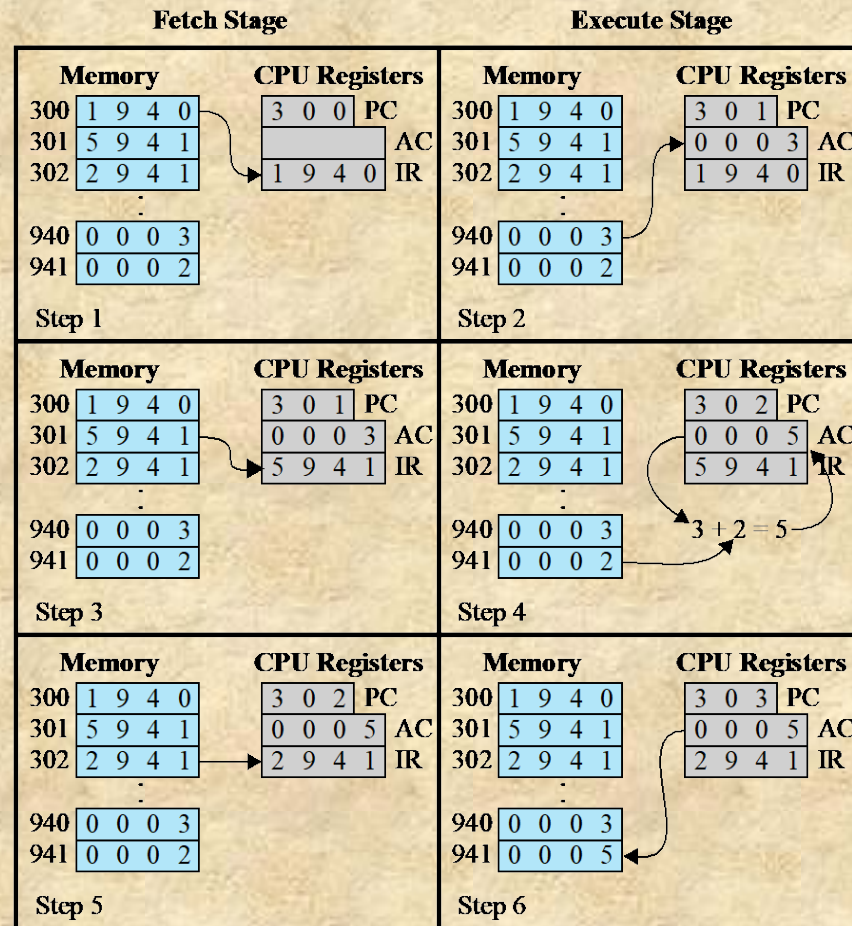 Fetch Stage
Execute Stage
Memory CPU Registers
300 1 9 4 0 3 0 0 PC
301 5 9 4 1 AC
302 2 9 4 1 1 9 4 0 IR
:
940 0 0 0 3
941 0 0 0 2
Step 1
Memory CPU Registers
300 1 9 4 0 3 0 1 PC
301 5 9 4 1 0 0 0 3 AC
302 2 9 4 1 1 9 4 0 IR
:
940 0 0 0 3
941 0 0 0 2
Step 2
Memory CPU Registers
300 1 9 4 0 3 0 1 PC
301 5 9 4 1 0 0 0 3 AC
302 2 9 4 1 5 9 4 1 IR
:
940 0 0 0 3
941 0 0 0 2
Step 3
Memory CPU Registers
300 1 9 4 0 3 0 2 PC
301 5 9 4 1 0 0 0 5 AC
302 2 9 4 1 5 9 4 1 IR
:
940 0 0 0 3 3 + 2 = 5
941 0 0 0 2
Step 4
Memory CPU Registers
300 1 9 4 0 3 0 2 PC
301 5 9 4 1 0 0 0 5 AC
302 2 9 4 1 2 9 4 1 IR
:
940 0 0 0 3
941 0 0 0 2
Step 5
Memory CPU Registers
300 1 9 4 0 3 0 3 PC
301 5 9 4 1 0 0 0 5 AC
302 2 9 4 1 2 9 4 1 IR
:
940 0 0 0 3
941 0 0 0 5
Step 6